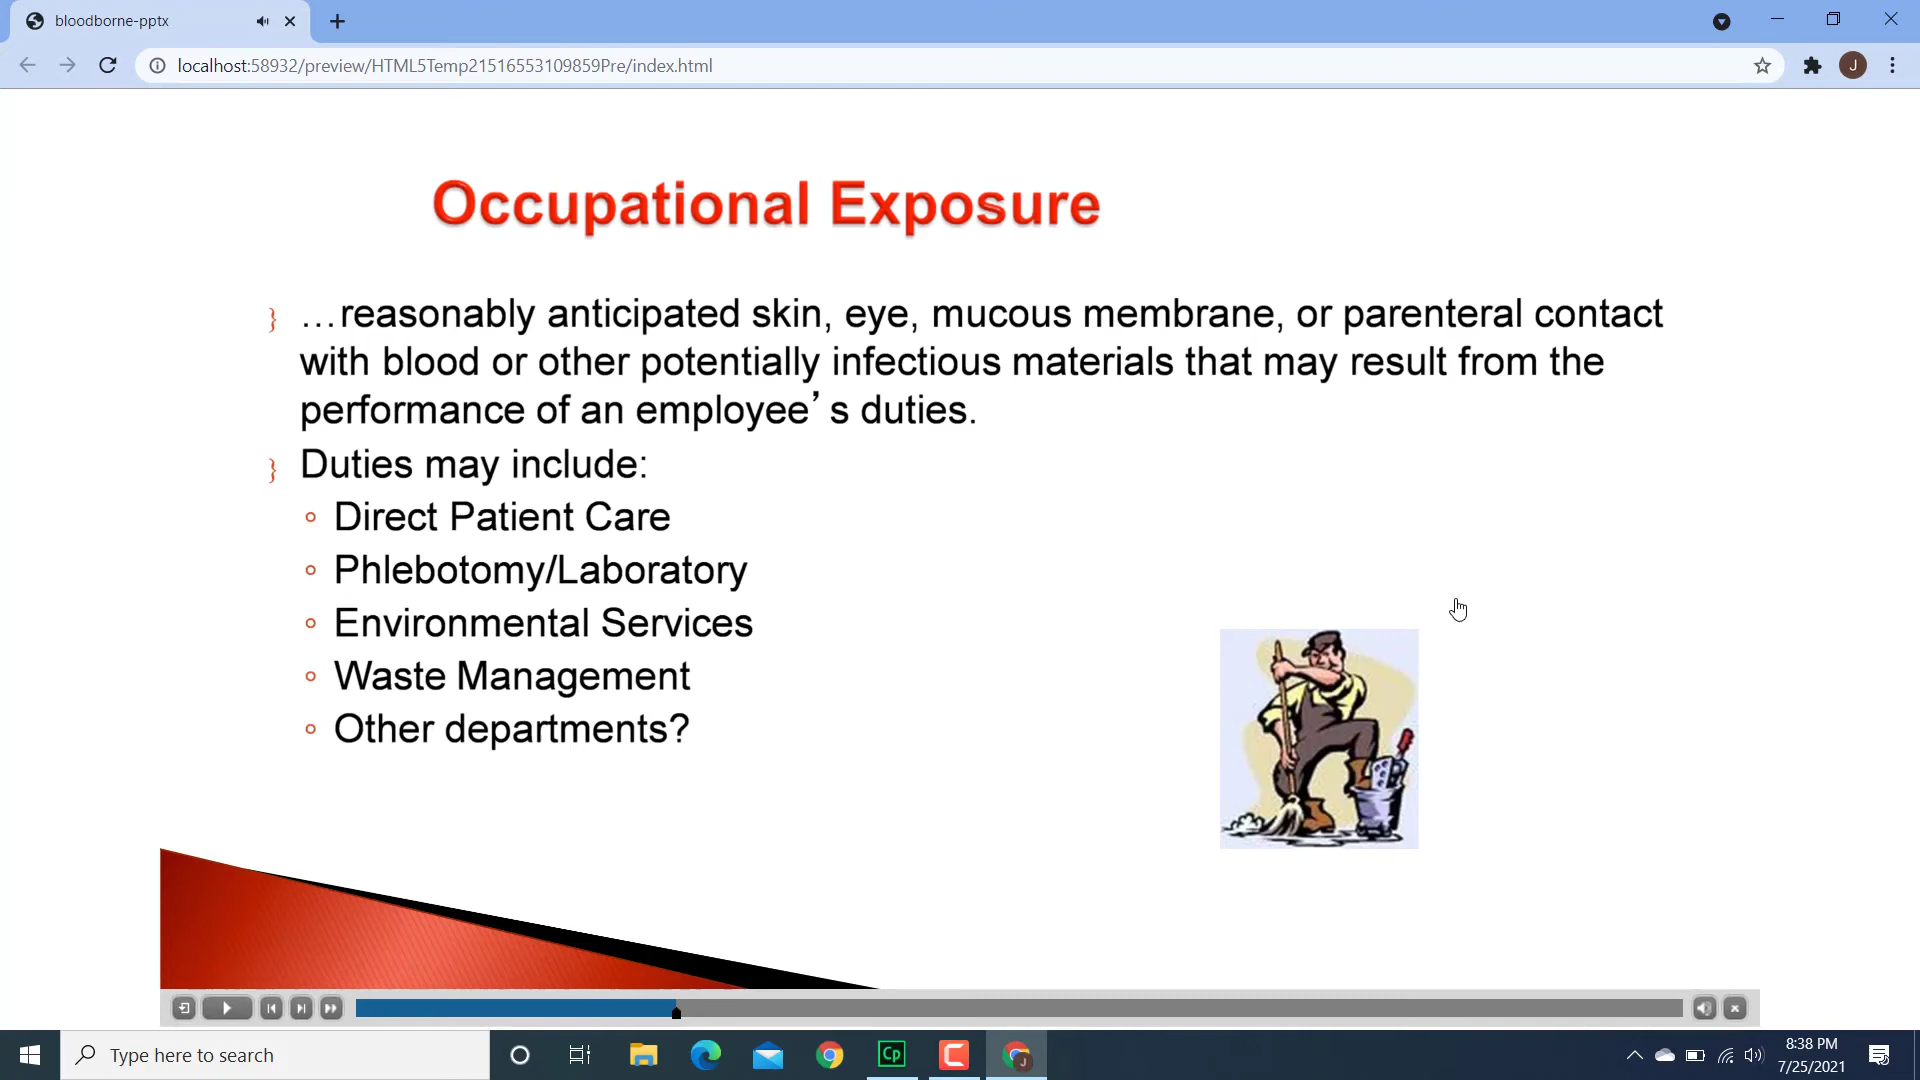 bloodborne-pptx
localhost:58932/preview/HTML5Temp21516553109859Pre/index.html
J
Occupational Exposure
…reasonably anticipated skin, eye, mucous membrane, or parenteral contact
with blood or other potentially infectious materials that may result from the
performance of an employee’s duties.
Duties may include:
Direct Patient Care
Phlebotomy/Laboratory
Environmental Services
Waste Management
Other departments?
Type here to search
Cp
J
8:38 PM
7/25/2021